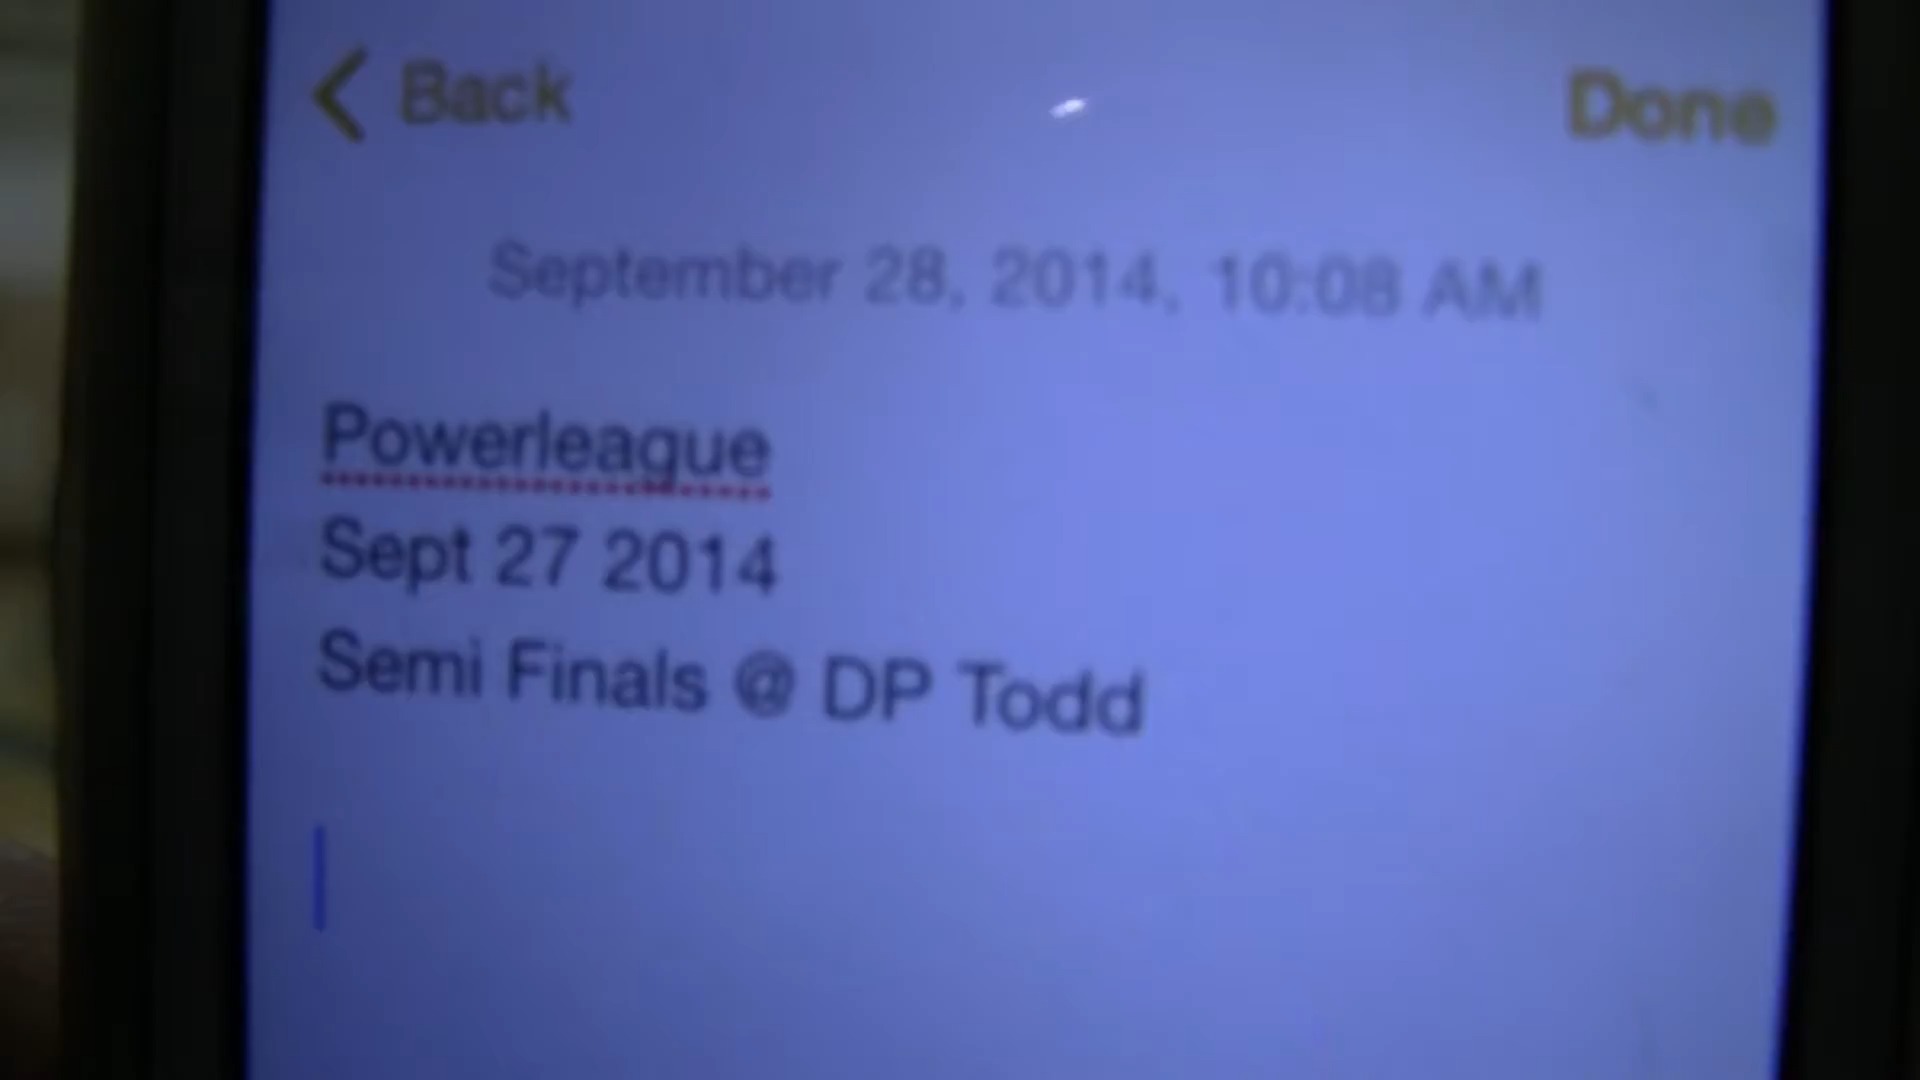 Back Done
September 28, 2014, 10:08 AM
Powerleague
Sept 27 2014
Semi Finals @ DP Todd